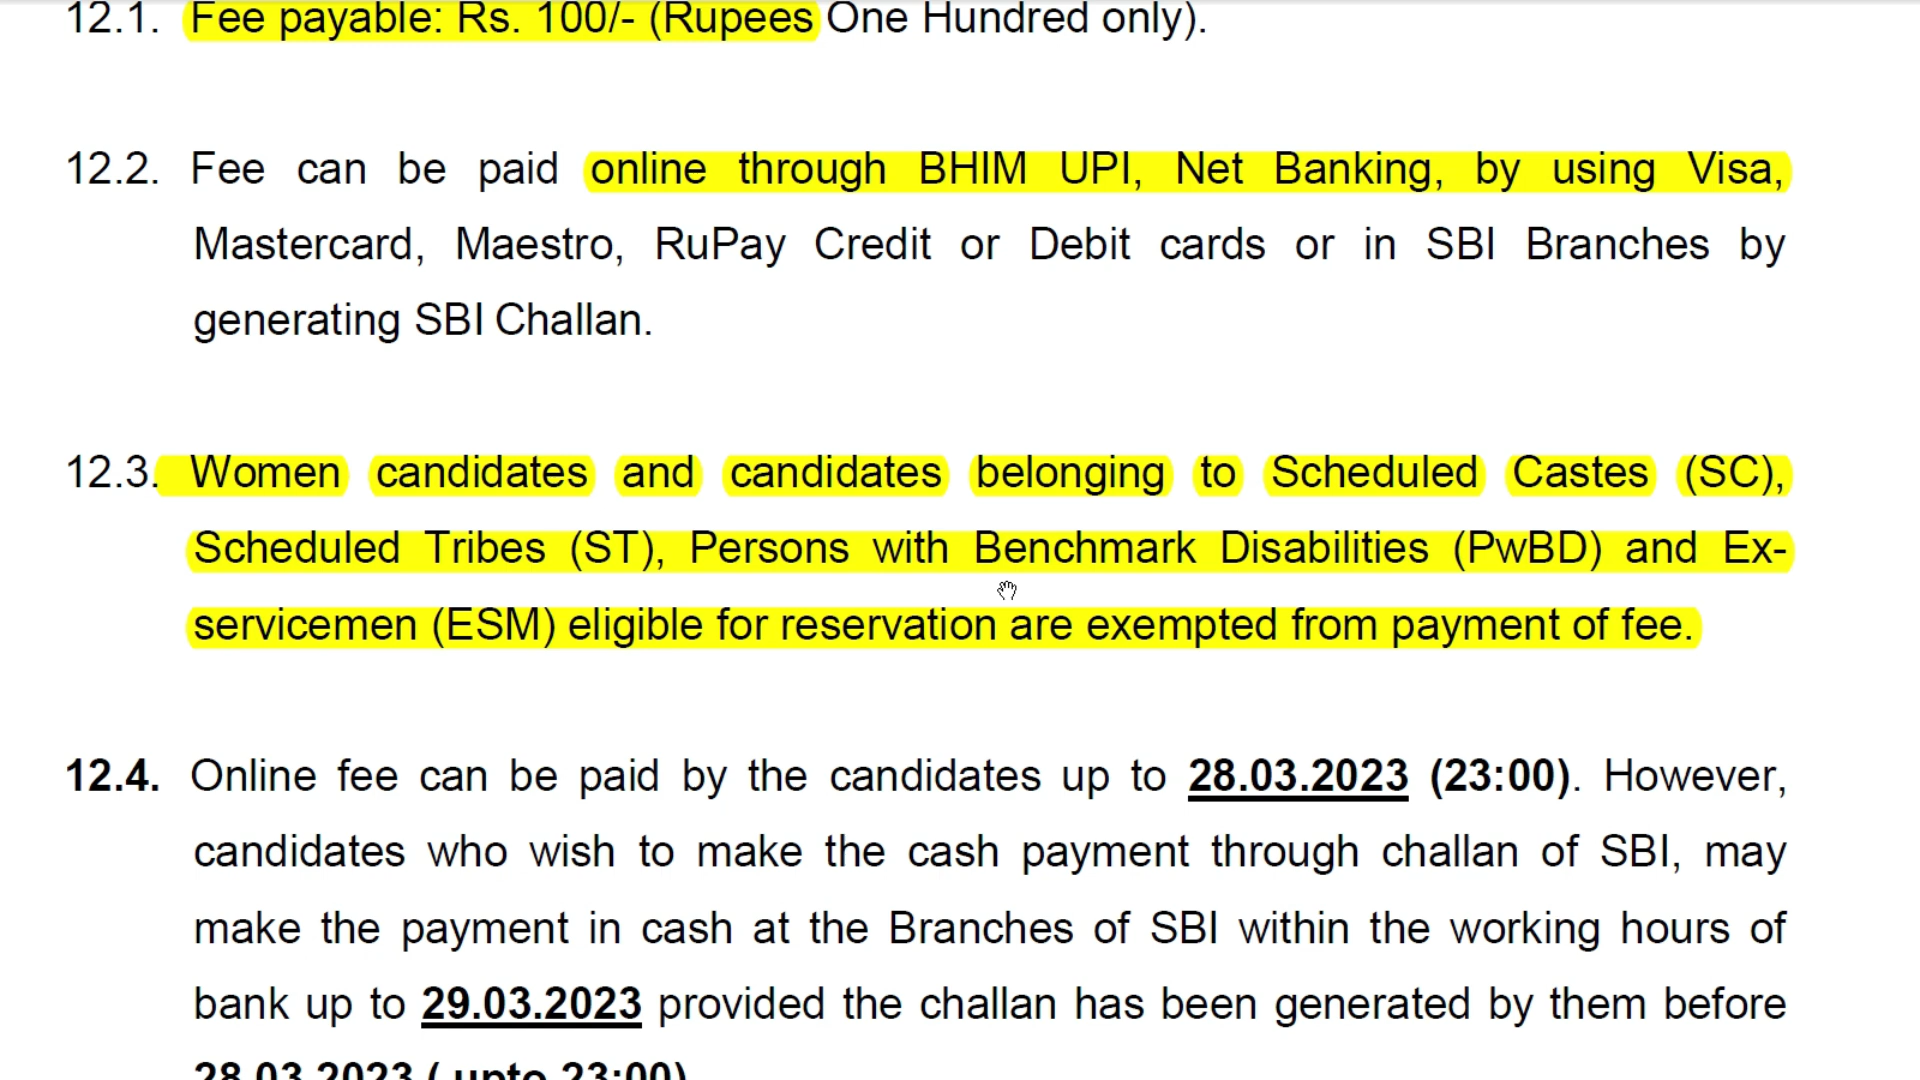 12.1. Fee payable: Rs. 100/- (Rupees One Hundred only).
12.2. Fee can be paid online through BHIM UPI, Net Banking, by using Visa,
Mastercard, Maestro, RuPay Credit or Debit cards or in SBI Branches by
generating SBI Challan.
12.3. Women candidates and candidates belonging to Scheduled Castes (SC),
Scheduled Tribes (ST), Persons with Benchmark Disabilities (PwBD) and Ex-
servicemen (ESM) eligible for reservation are exempted from payment of fee.
12.4. Online fee can be paid by the candidates up to 28.03.2023 (23:00). However,
candidates who wish to make the cash payment through challan of SBI, may
make the payment in cash at the Branches of SBI within the working hours of
bank up to 29.03.2023 provided the challan has been generated by them before
28.03.2023 ( upto 23:00)